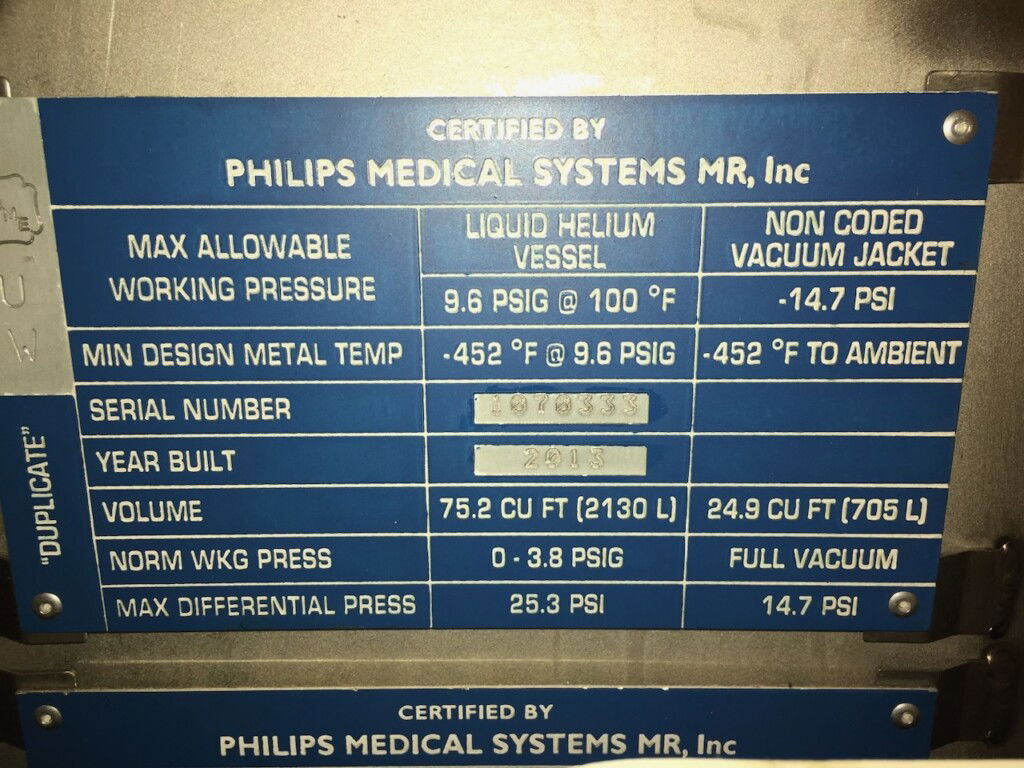 CERTIFIED BY
PHILIPS MEDICAL SYSTEMS MR, Inc
MAX ALLOWABLE
WORKING PRESSURE
LIQUID HELIUM
VESSEL
NON CODED
VACUUM JACKET
9.6 PSIG @ 100 °F
-14.7 PSI
MIN DESIGN METAL TEMP
-452 °F @ 9.6 PSIG
-452 °F TO AMBIENT
SERIAL NUMBER
1070333
YEAR BUILT
2013
VOLUME
75.2 CU FT (2130 L)
24.9 CU FT (705 L)
NORM WKG PRESS
0 - 3.8 PSIG
FULL VACUUM
MAX DIFFERENTIAL PRESS
25.3 PSI
14.7 PSI
U
W
"DUPLICATE"
CERTIFIED BY
PHILIPS MEDICAL SYSTEMS MR, Inc